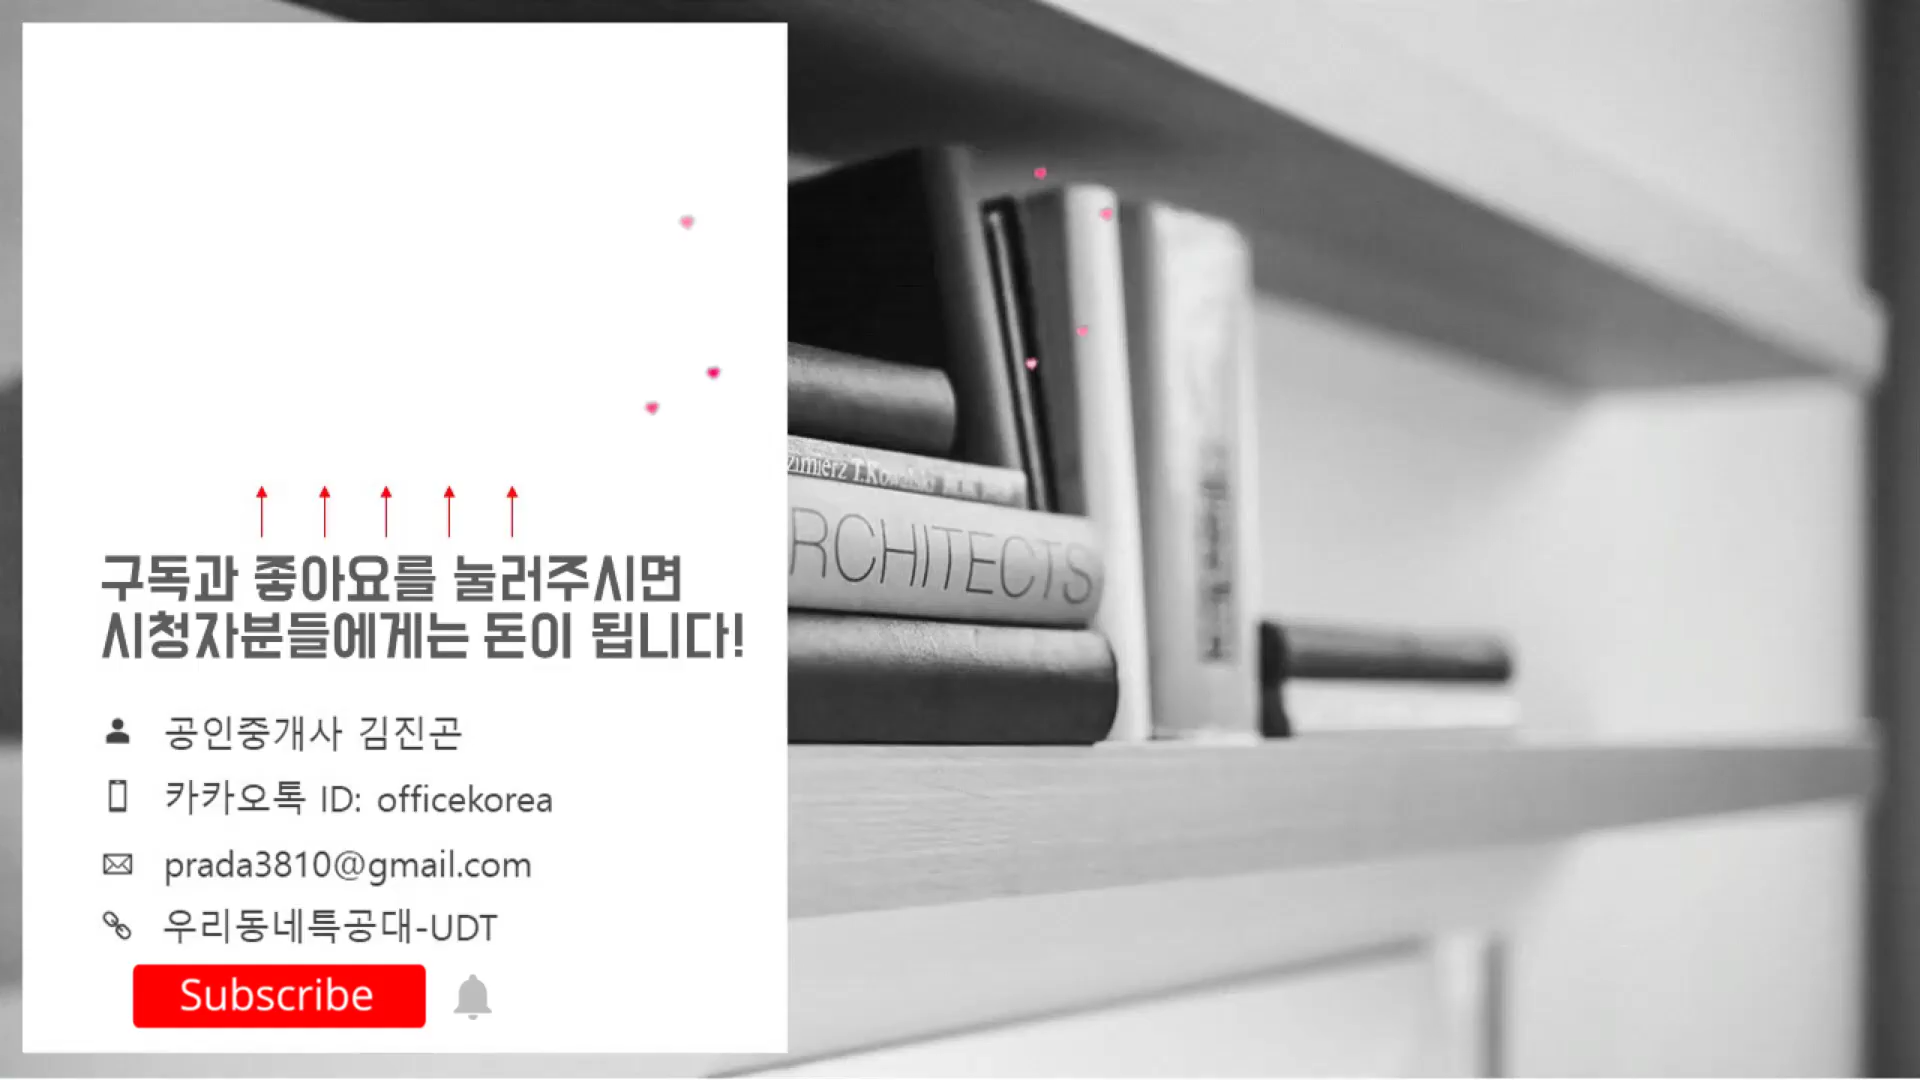 구독과 좋아요를 눌러주시면
시청자분들에게는 돈이 됩니다!
공인중개사 김진곤
카카오톡 ID: officekorea
prada3810@gmail.com
우리동네특공대-UDT
Subscribe
zimierz T.Kowalski
RCHITECTS